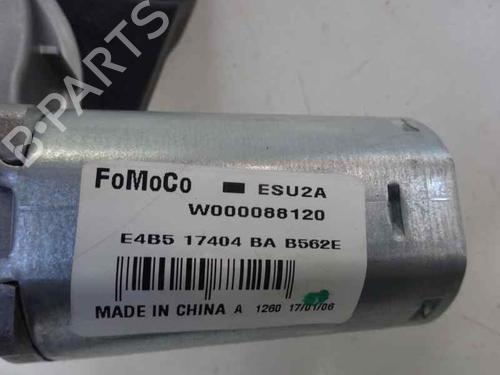 B-PARTS
FoMoCo ESU2A
W000088120
E4B5 17404 BA B562E
MADE IN CHINA A 1260 17/01/06